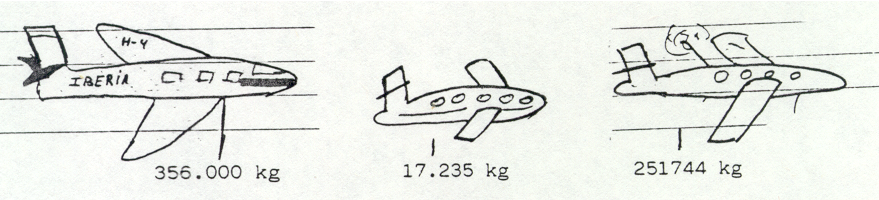 H-4
IBERIA
356.000 kg
17.235 kg
251744 kg